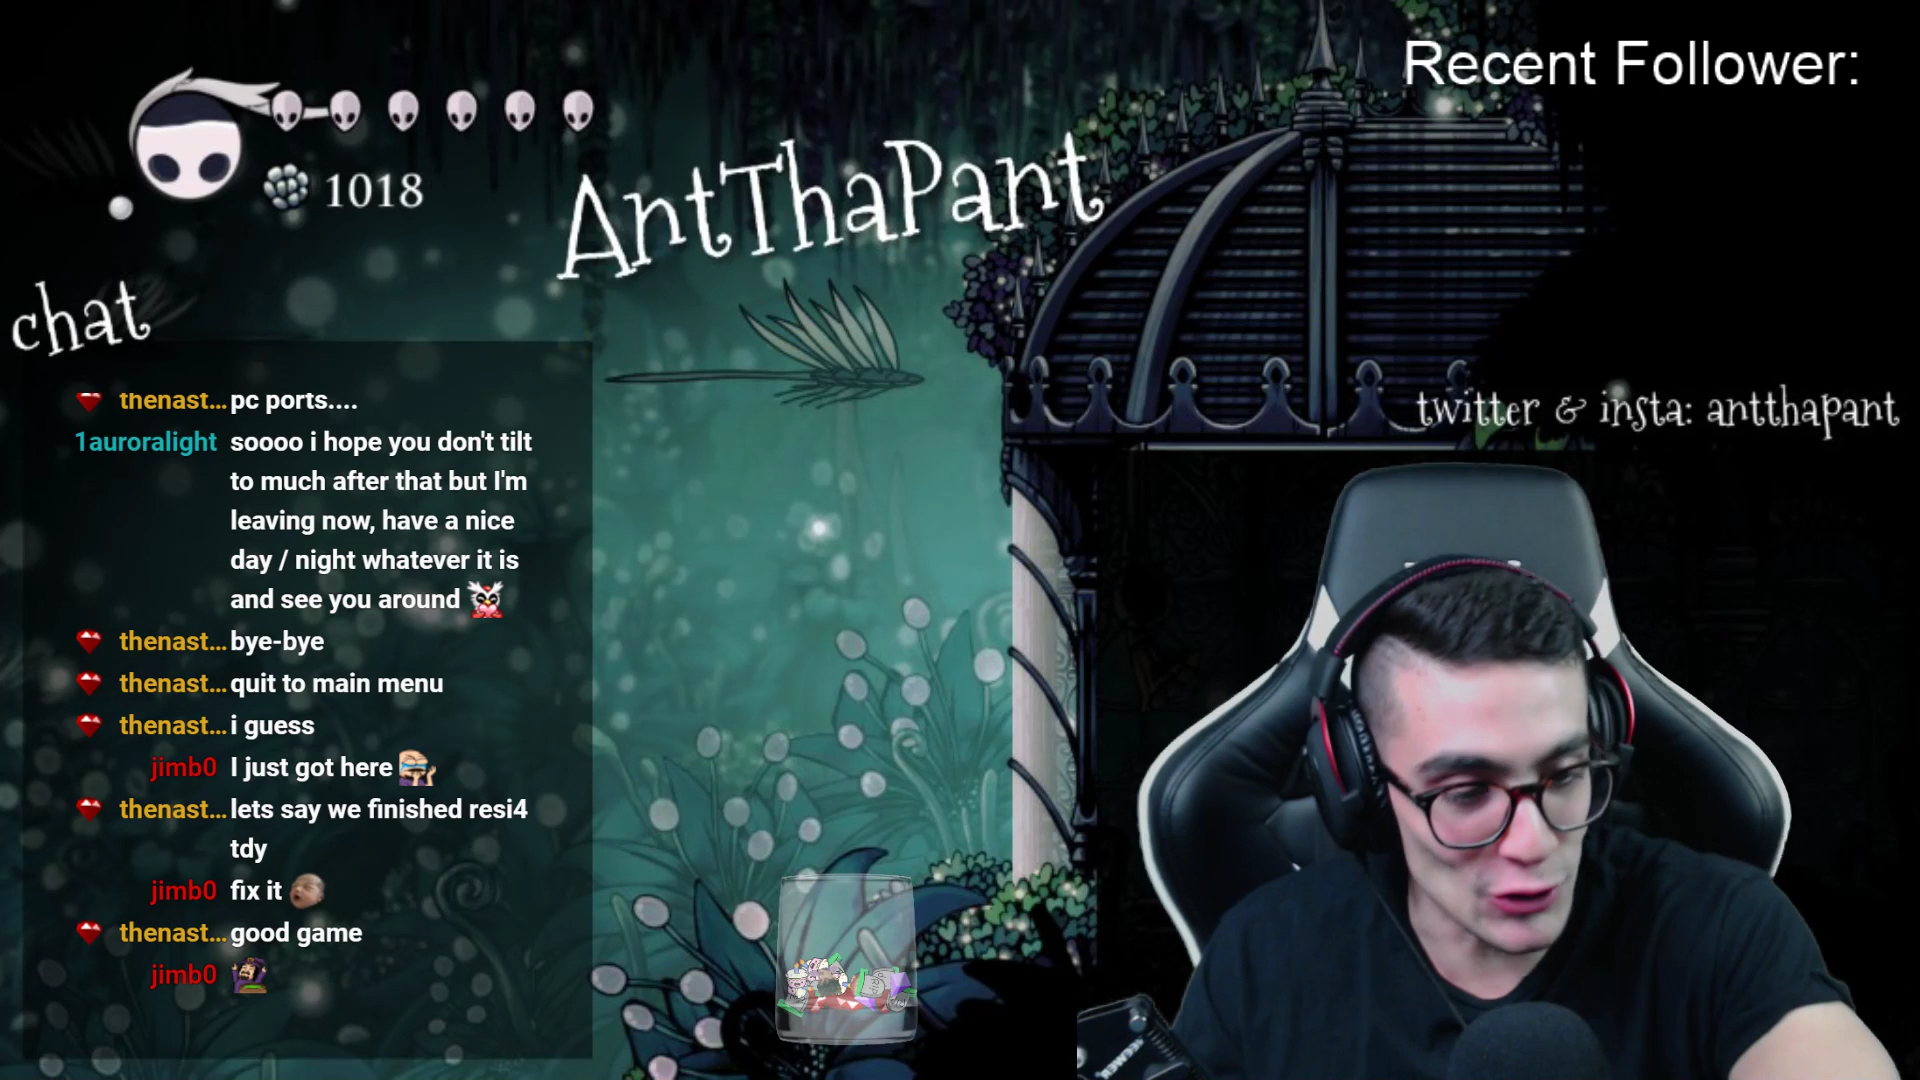 Recent Follower:
1018
AntThaPant
chat
twitter & insta: antthapant
thenast... pc ports....
1auroralight soooo i hope you don't tilt
to much after that but I'm
leaving now, have a nice
day / night whatever it is
and see you around
thenast... bye-bye
thenast... quit to main menu
thenast... i guess
jimb0 I just got here
thenast... lets say we finished resi4
tdy
jimb0 fix it
thenast... good game
jimb0